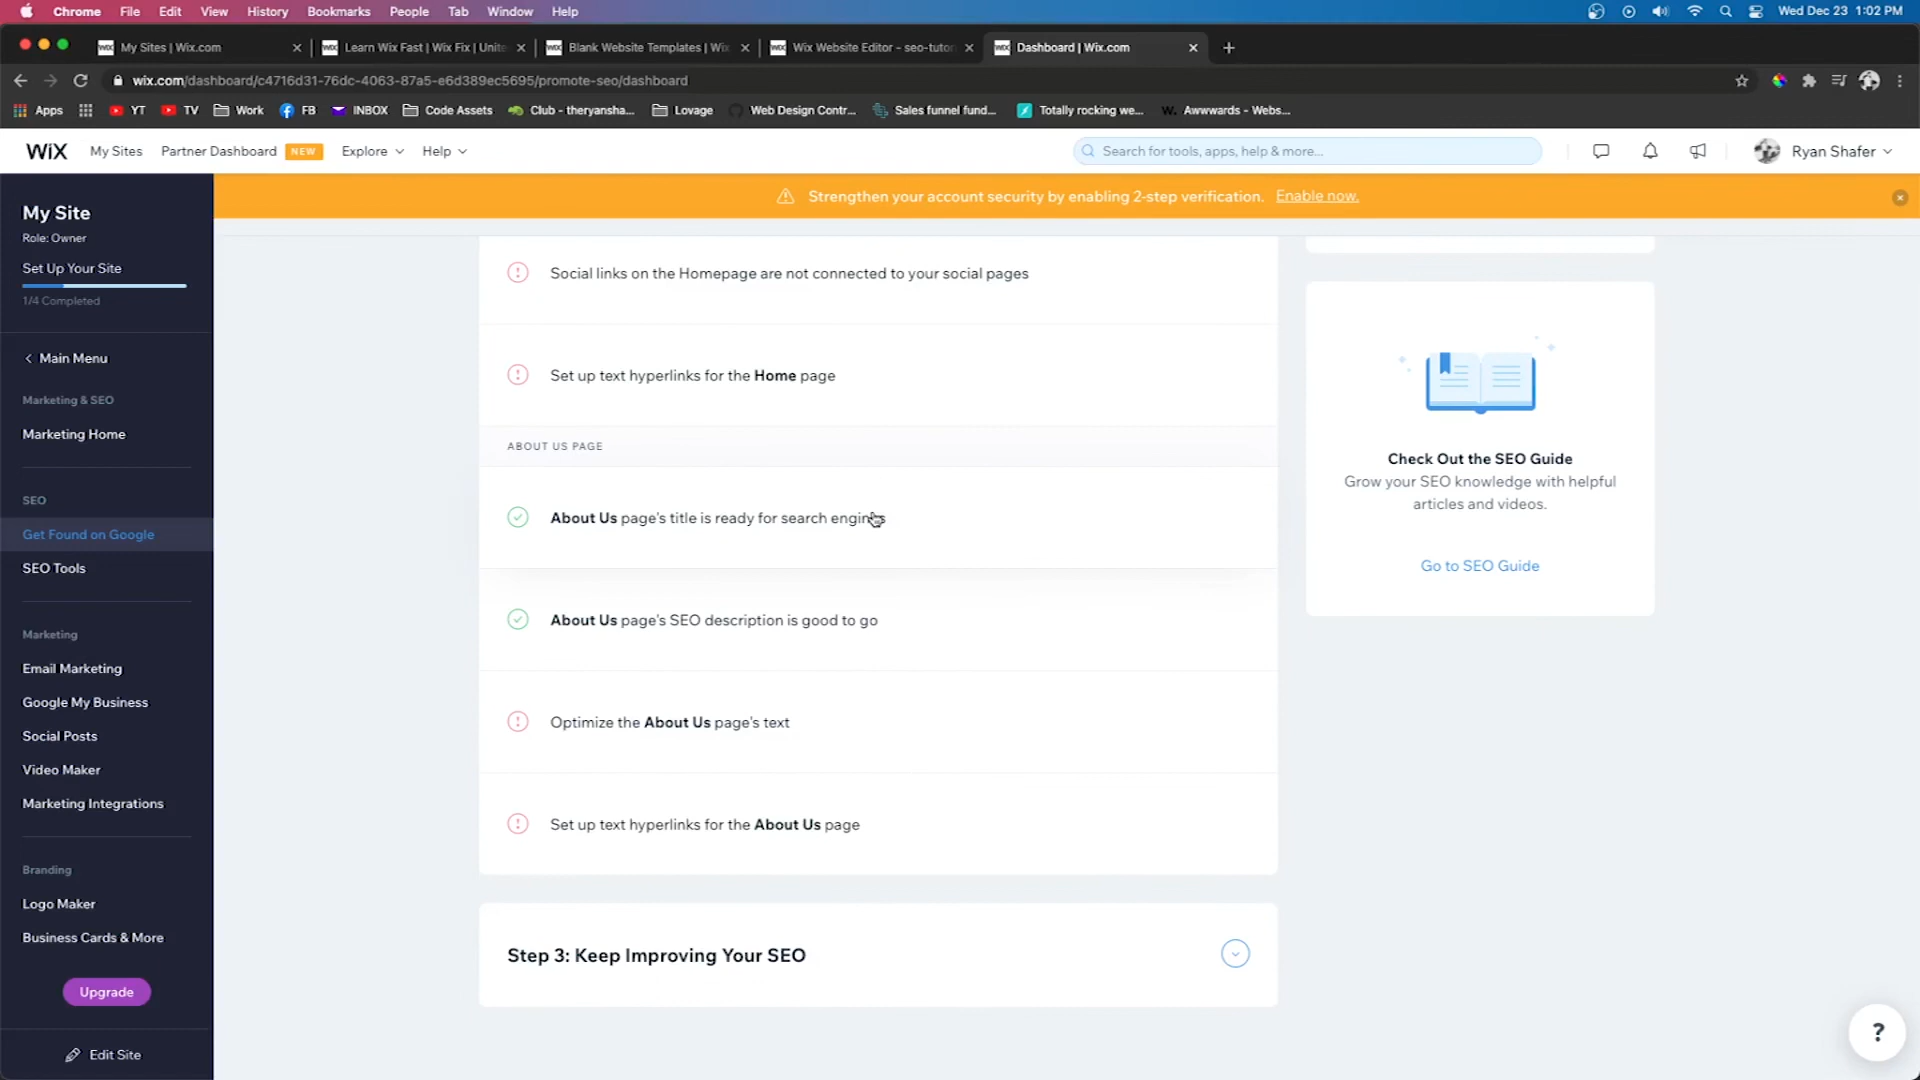 Chrome File Edit View History Bookmarks People Tab Window Help
Wed Dec 23 1:02 PM
My Sites | Wix.com
Learn Wix Fast | Wix Fix | Unite
Blank Website Templates | Wix
Wix Website Editor - seo-tutor
Dashboard | Wix.com
wix.com/dashboard/c4716d31-76dc-4063-87a5-e6d389ec5695/promote-seo/dashboard
Apps YT TV Work FB INBOX Code Assets Club - theryansha... Lovage Web Design Contr... Sales funnel fund... Totally rocking we... Awwwards - Webs...
WiX My Sites Partner Dashboard NEW Explore Help
Search for tools, apps, help & more...
Ryan Shafer
Strengthen your account security by enabling 2-step verification. Enable now.
My Site
Role: Owner
Set Up Your Site
1/4 Completed
Main Menu
Marketing & SEO
Marketing Home
SEO
Get Found on Google
SEO Tools
Marketing
Email Marketing
Google My Business
Social Posts
Video Maker
Marketing Integrations
Branding
Logo Maker
Business Cards & More
Upgrade
Edit Site
Social links on the Homepage are not connected to your social pages
Set up text hyperlinks for the Home page
ABOUT US PAGE
About Us page's title is ready for search engines
About Us page's SEO description is good to go
Optimize the About Us page's text
Set up text hyperlinks for the About Us page
Step 3: Keep Improving Your SEO
Check Out the SEO Guide
Grow your SEO knowledge with helpful
articles and videos.
Go to SEO Guide
?